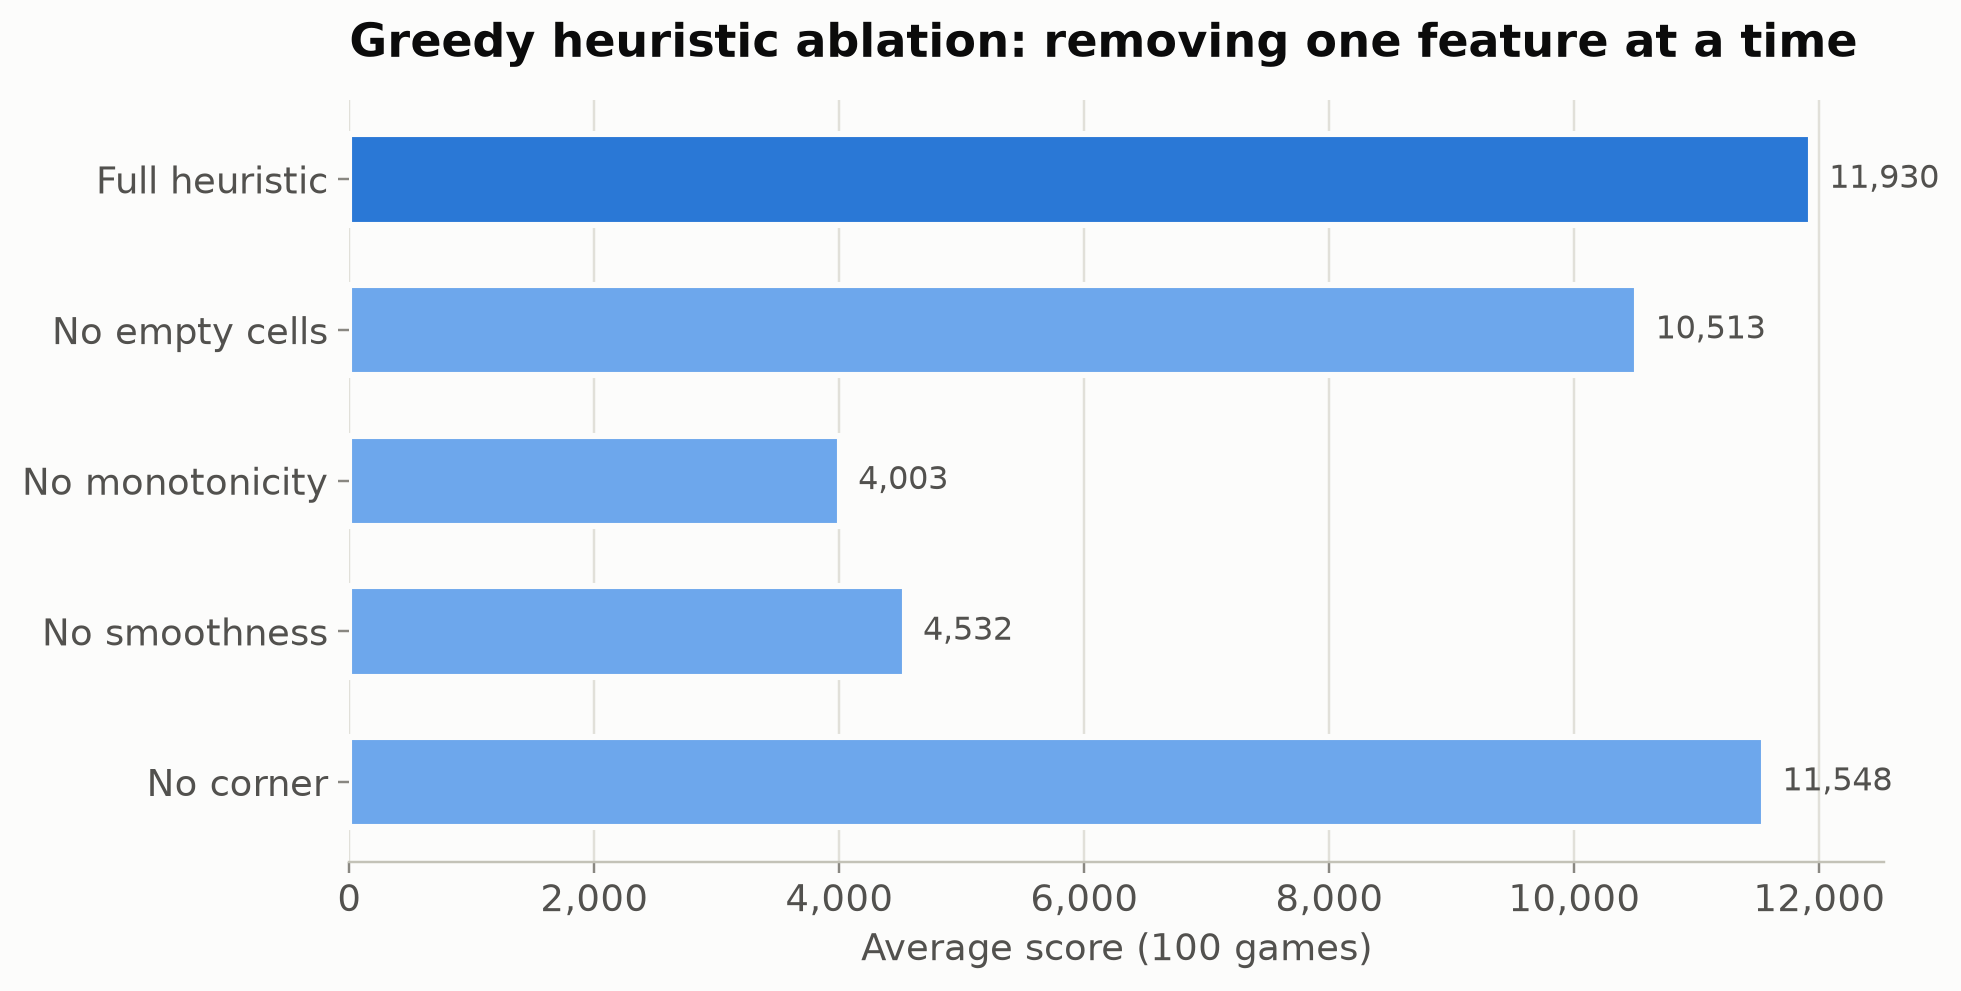 Greedy heuristic ablation: removing one feature at a time
Full heuristic
11,930
No empty cells
10,513
No monotonicity
4,003
No smoothness
4,532
No corner
11,548
0 2,000 4,000 6,000 8,000 10,000 12,000
Average score (100 games)